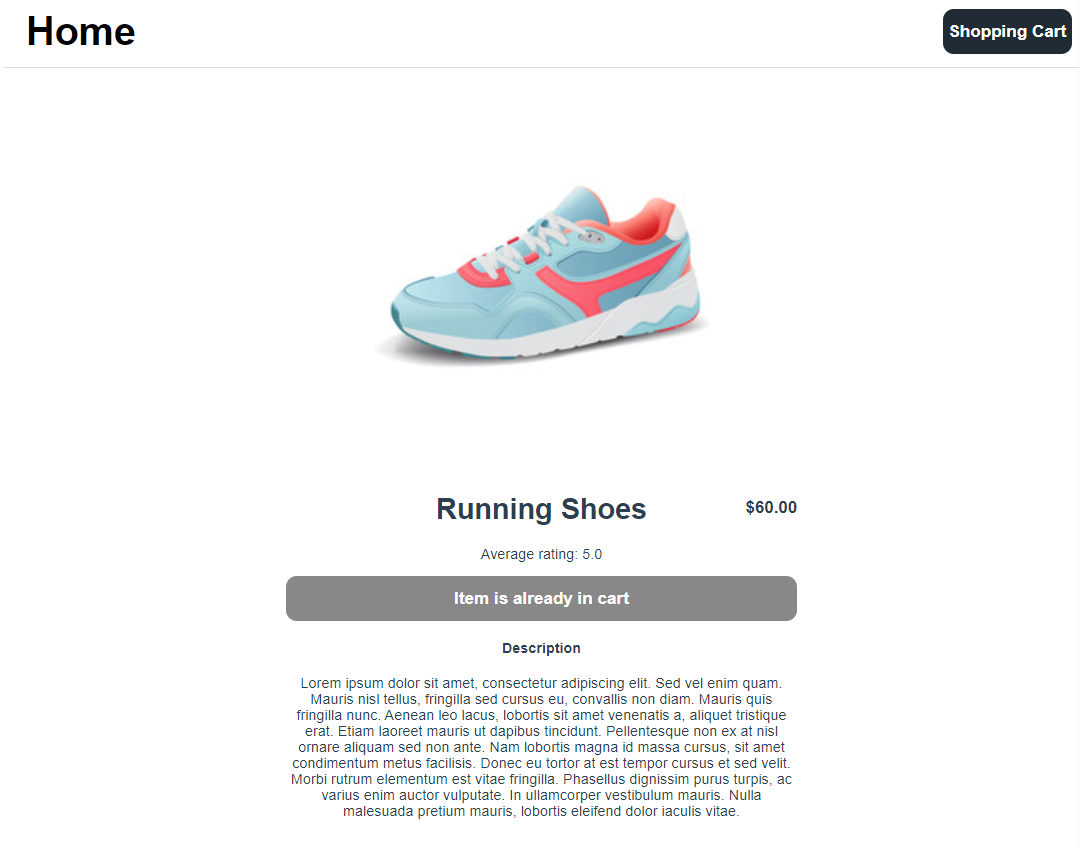 Home
Shopping Cart
Running Shoes
$60.00
Average rating: 5.0
Item is already in cart
Description
Lorem ipsum dolor sit amet, consectetur adipiscing elit. Sed vel enim quam.
Mauris nisl tellus, fringilla sed cursus eu, convallis non diam. Mauris quis
fringilla nunc. Aenean leo lacus, lobortis sit amet venenatis a, aliquet tristique
erat. Etiam laoreet mauris ut dapibus tincidunt. Pellentesque non ex at nisl
ornare aliquam sed non ante. Nam lobortis magna id massa cursus, sit amet
condimentum metus facilisis. Donec eu tortor at est tempor cursus et sed velit.
Morbi rutrum elementum est vitae fringilla. Phasellus dignissim purus turpis, ac
varius enim auctor vulputate. In ullamcorper vestibulum mauris. Nulla
malesuada pretium mauris, lobortis eleifend dolor iaculis vitae.